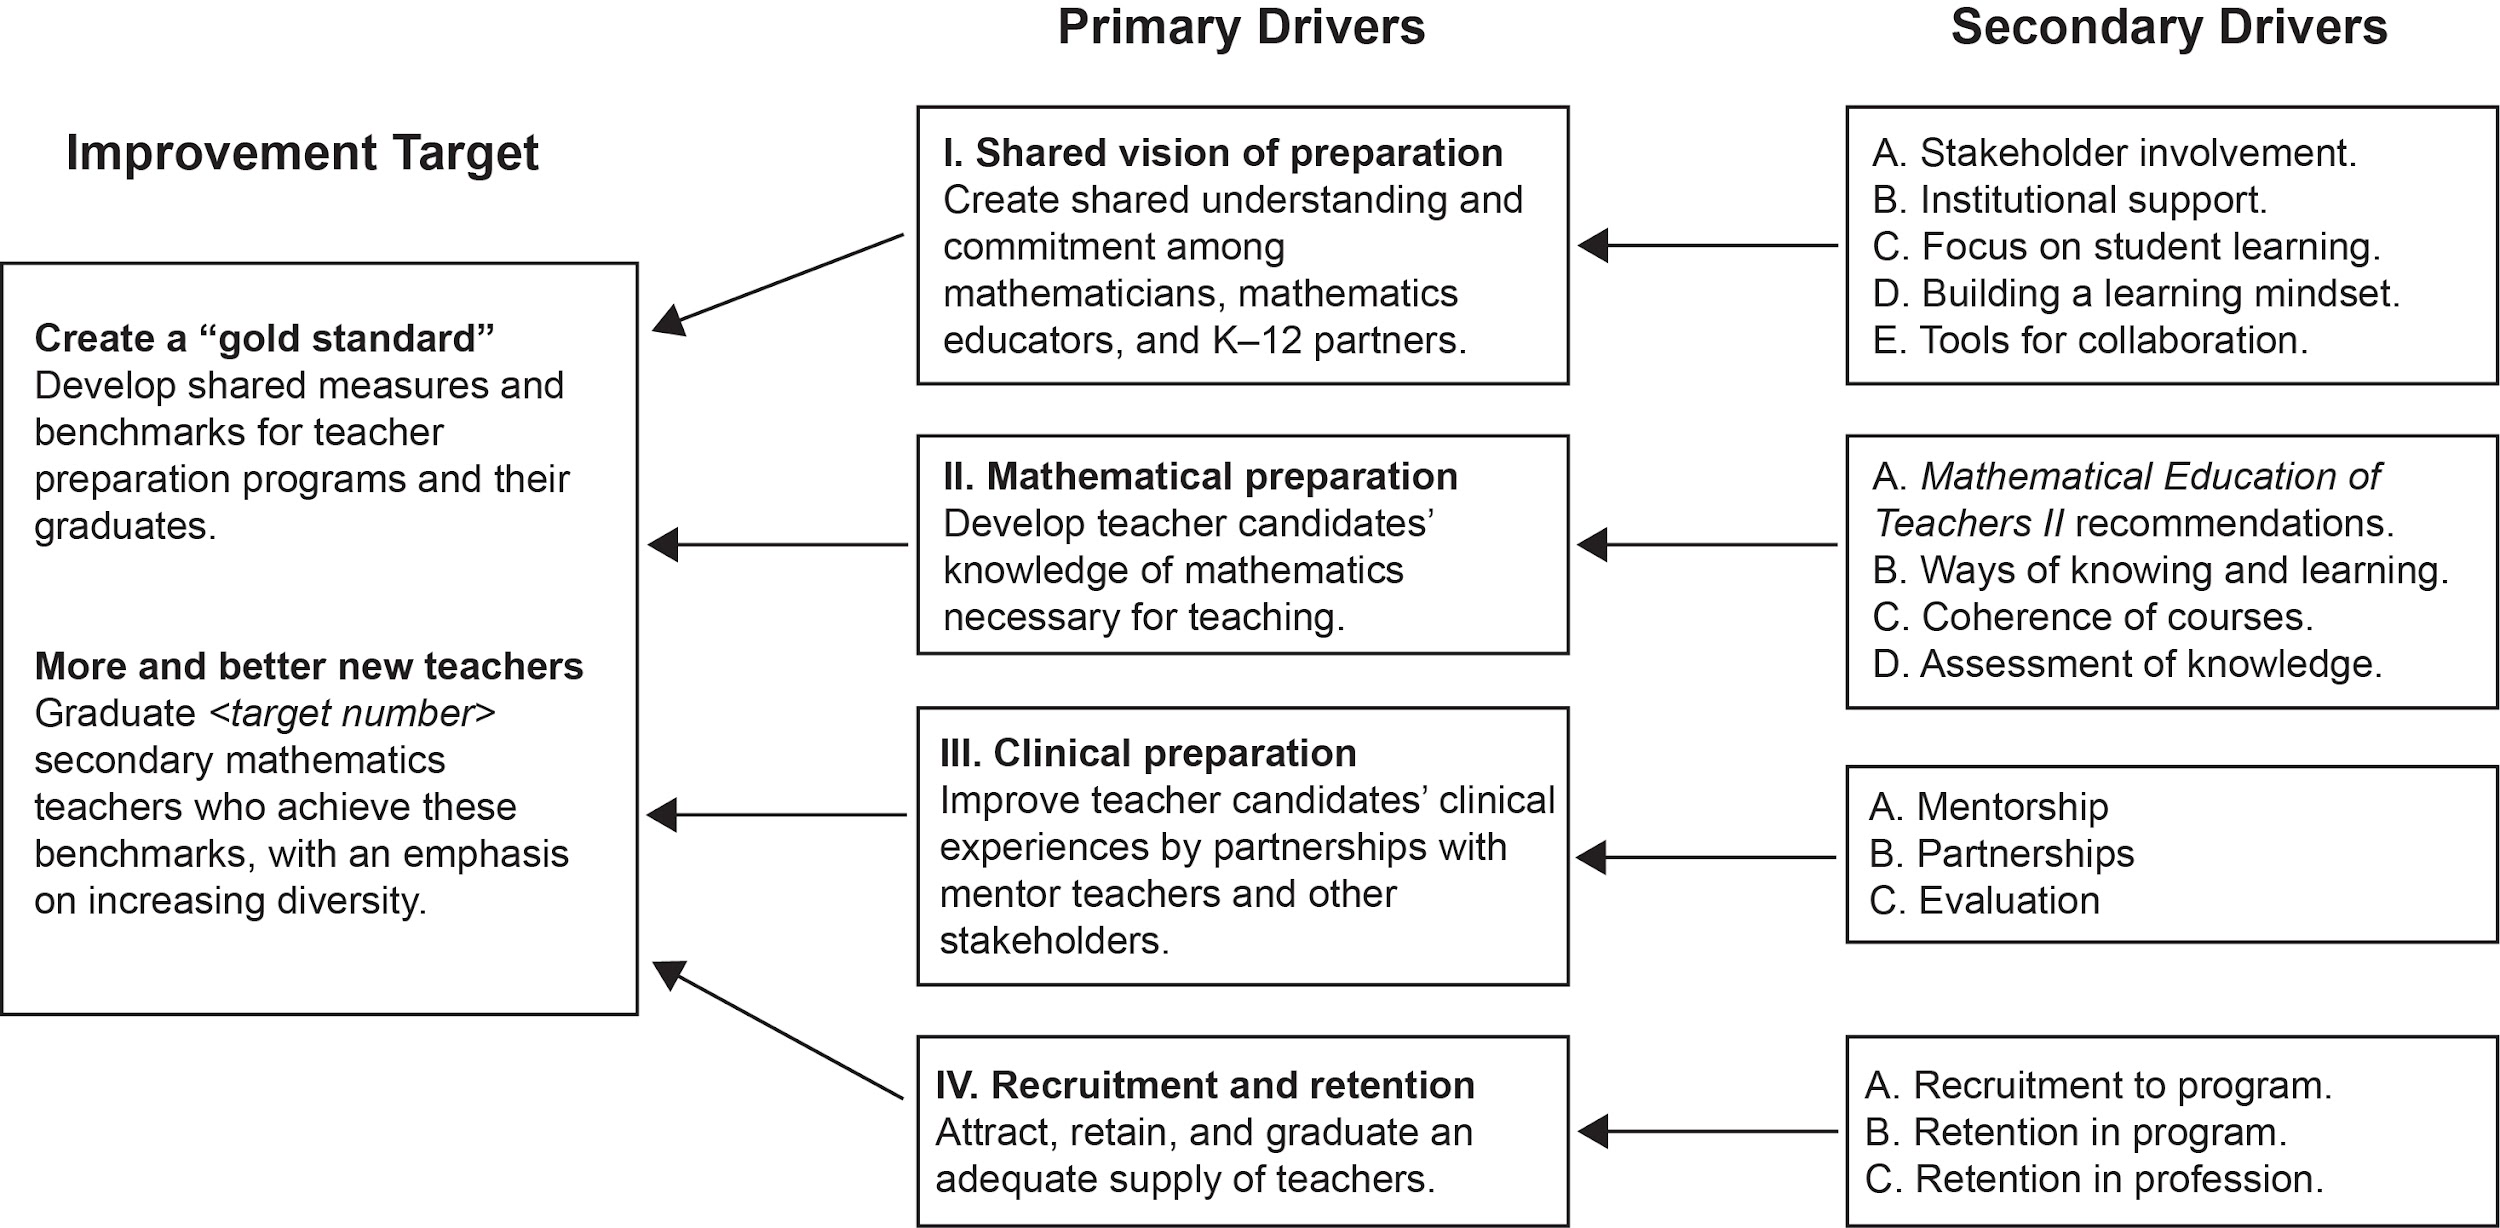 Primary Drivers
Secondary Drivers
Improvement Target
Create a “gold standard”
Develop shared measures and
benchmarks for teacher
preparation programs and their
graduates.
More and better new teachers
Graduate <target number>
secondary mathematics
teachers who achieve these
benchmarks, with an emphasis
on increasing diversity.
I. Shared vision of preparation
Create shared understanding and
commitment among
mathematicians, mathematics
educators, and K–12 partners.
II. Mathematical preparation
Develop teacher candidates’
knowledge of mathematics
necessary for teaching.
III. Clinical preparation
Improve teacher candidates’ clinical
experiences by partnerships with
mentor teachers and other
stakeholders.
IV. Recruitment and retention
Attract, retain, and graduate an
adequate supply of teachers.
A. Stakeholder involvement.
B. Institutional support.
C. Focus on student learning.
D. Building a learning mindset.
E. Tools for collaboration.
A. Mathematical Education of
Teachers II recommendations.
B. Ways of knowing and learning.
C. Coherence of courses.
D. Assessment of knowledge.
A. Mentorship
B. Partnerships
C. Evaluation
A. Recruitment to program.
B. Retention in program.
C. Retention in profession.